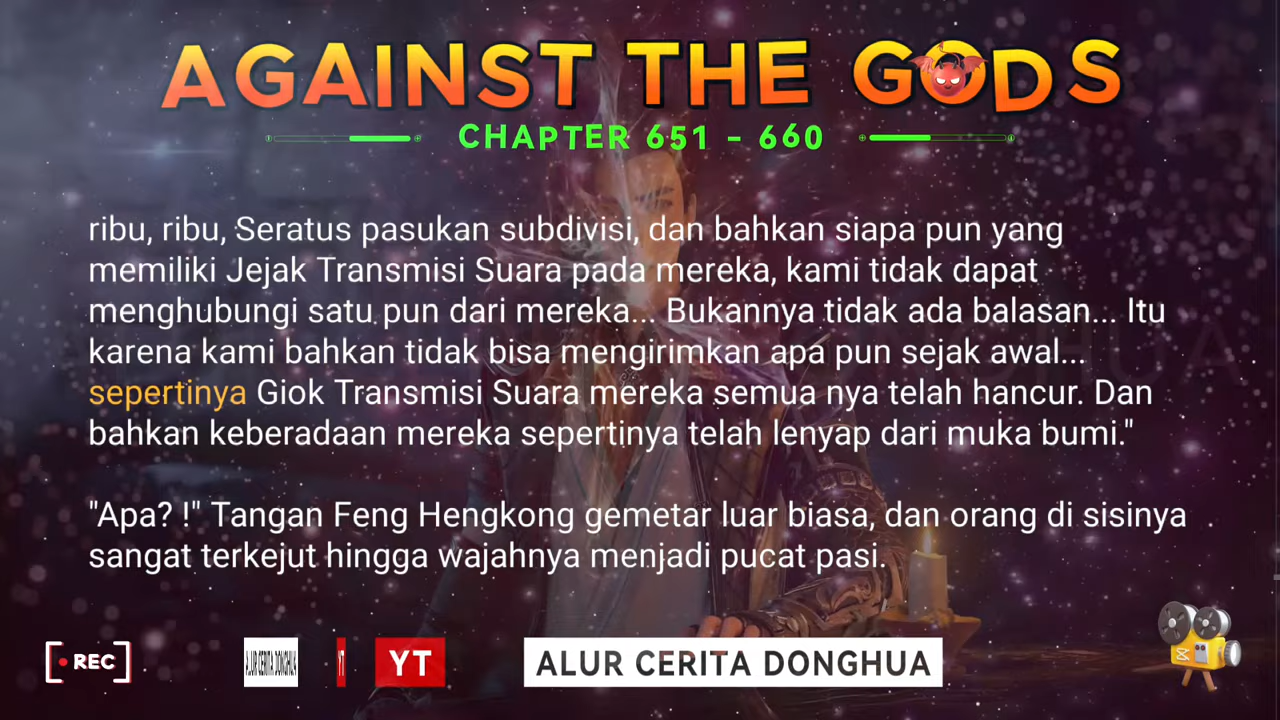 AGAINST THE GODS
CHAPTER 651 - 660
ribu, ribu, Seratus pasukan subdivisi, dan bahkan siapa pun yang
memiliki Jejak Transmisi Suara pada mereka, kami tidak dapat
menghubungi satu pun dari mereka... Bukannya tidak ada balasan... Itu
karena kami bahkan tidak bisa mengirimkan apa pun sejak awal...
sepertinya Giok Transmisi Suara mereka semua nya telah hancur. Dan
bahkan keberadaan mereka sepertinya telah lenyap dari muka bumi."
"Apa? !" Tangan Feng Hengkong gemetar luar biasa, dan orang di sisinya
sangat terkejut hingga wajahnya menjadi pucat pasi.
REC
ALUR CERITA DONGHUA
YT
YT
ALUR CERITA DONGHUA